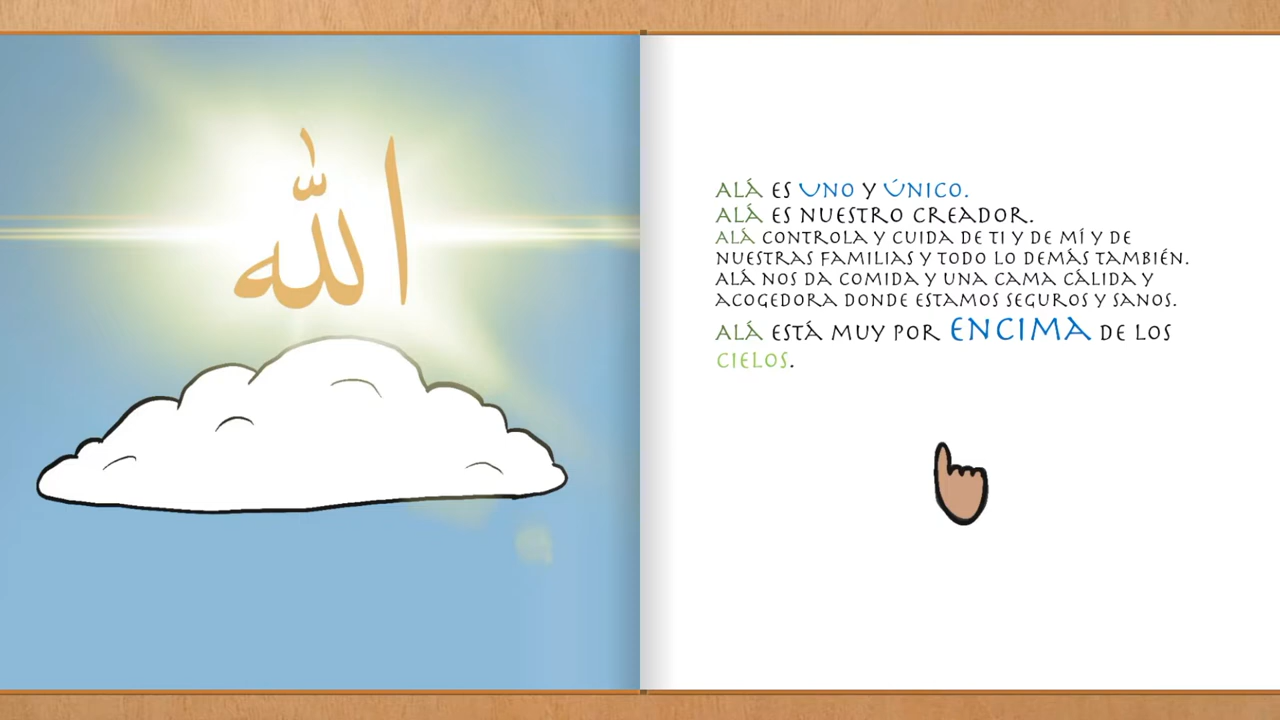 الله
ALÁ ES UNO Y ÚNICO.
ALÁ ES NUESTRO CREADOR.
ALÁ CONTROLA Y CUIDA DE TI Y DE MÍ Y DE
NUESTRAS FAMILIAS Y TODO LO DEMÁS TAMBIÉN.
ALÁ NOS DA COMIDA Y UNA CAMA CÁLIDA Y
ACOGEDORA DONDE ESTAMOS SEGUROS Y SANOS.
ALÁ ESTÁ MUY POR ENCIMA DE LOS
CIELOS.